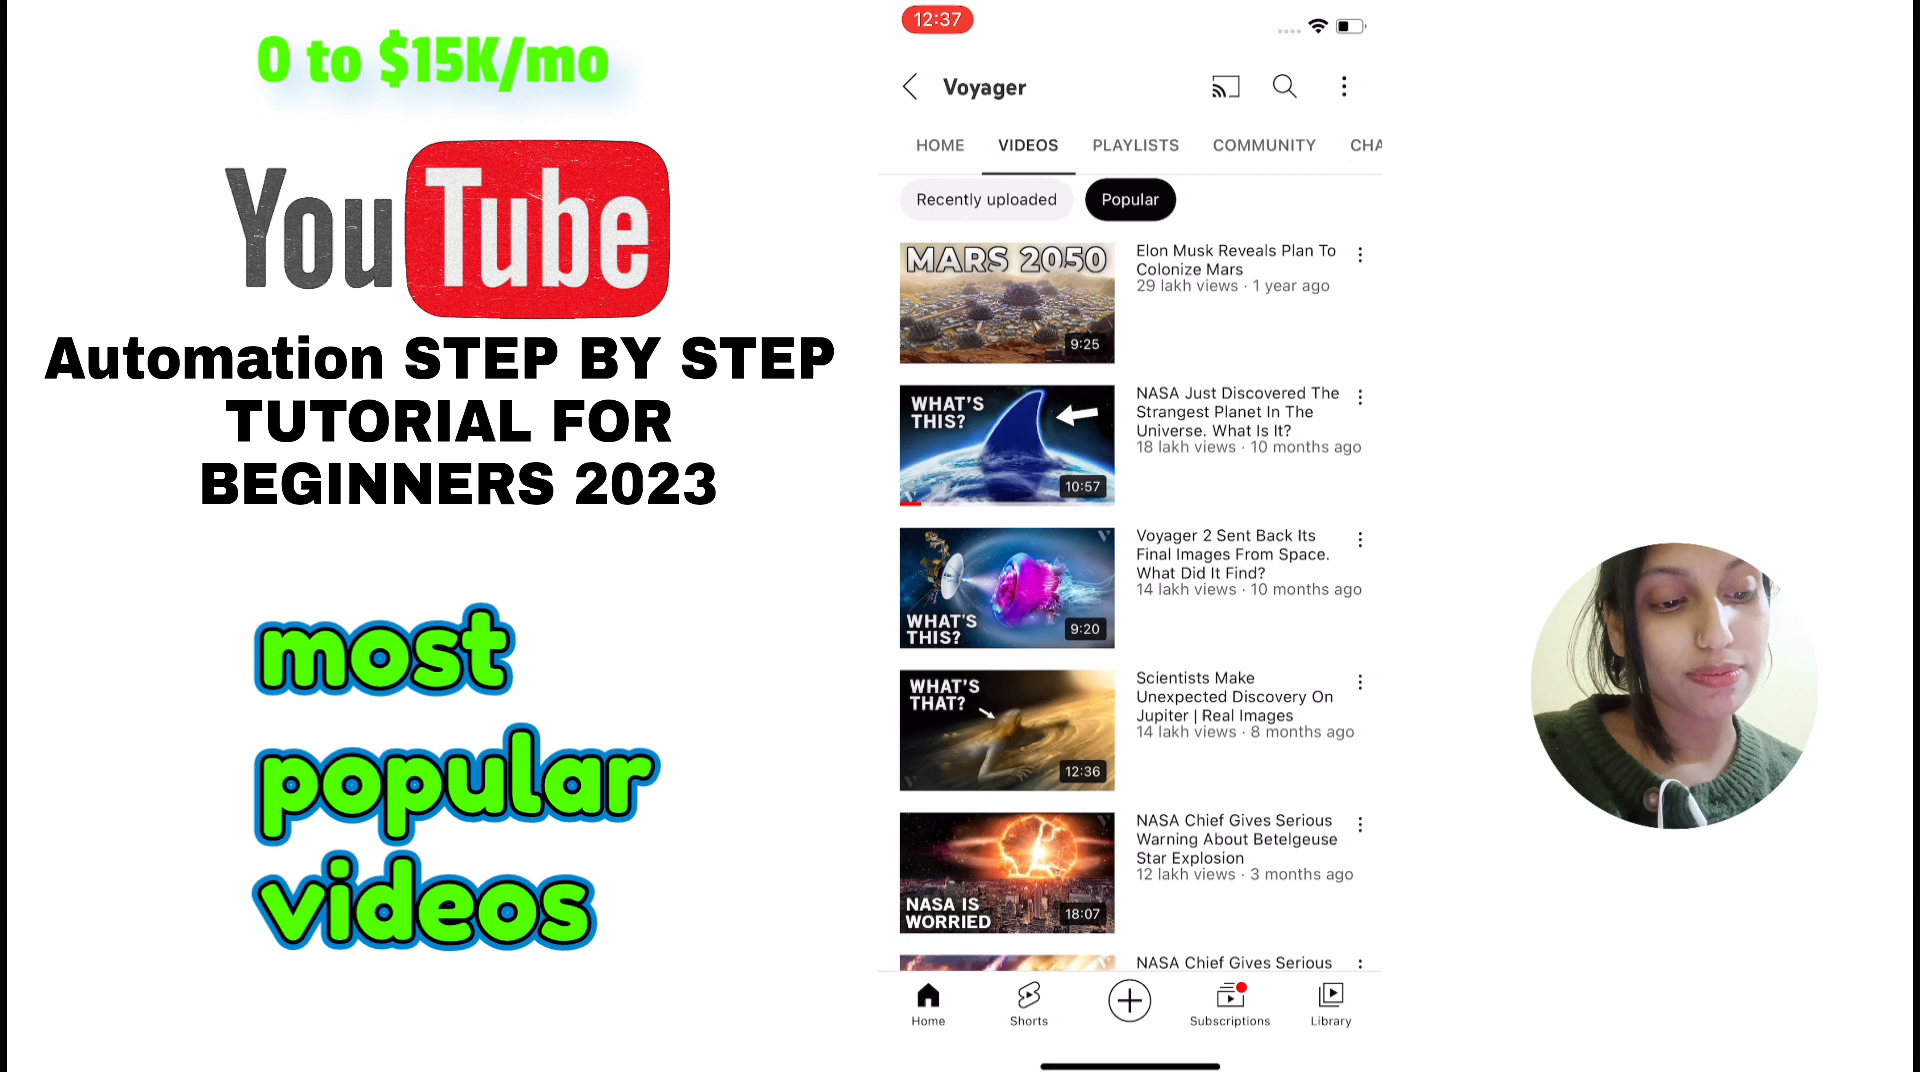 0 to $15K/mo
YouTube
Automation STEP BY STEP
TUTORIAL FOR
BEGINNERS 2023
most
popular
videos
12:37
Voyager
HOME VIDEOS PLAYLISTS COMMUNITY CHA
Recently uploaded Popular
MARS 2050
9:25
Elon Musk Reveals Plan To
Colonize Mars
29 lakh views · 1 year ago
WHAT'S
THIS?
10:57
NASA Just Discovered The
Strangest Planet In The
Universe. What Is It?
18 lakh views · 10 months ago
WHAT'S
THIS?
9:20
Voyager 2 Sent Back Its
Final Images From Space.
What Did It Find?
14 lakh views · 10 months ago
WHAT'S
THAT?
12:36
Scientists Make
Unexpected Discovery On
Jupiter | Real Images
14 lakh views · 8 months ago
NASA IS
WORRIED
18:07
NASA Chief Gives Serious
Warning About Betelgeuse
Star Explosion
12 lakh views · 3 months ago
NASA Chief Gives Serious
Home Shorts Subscriptions Library